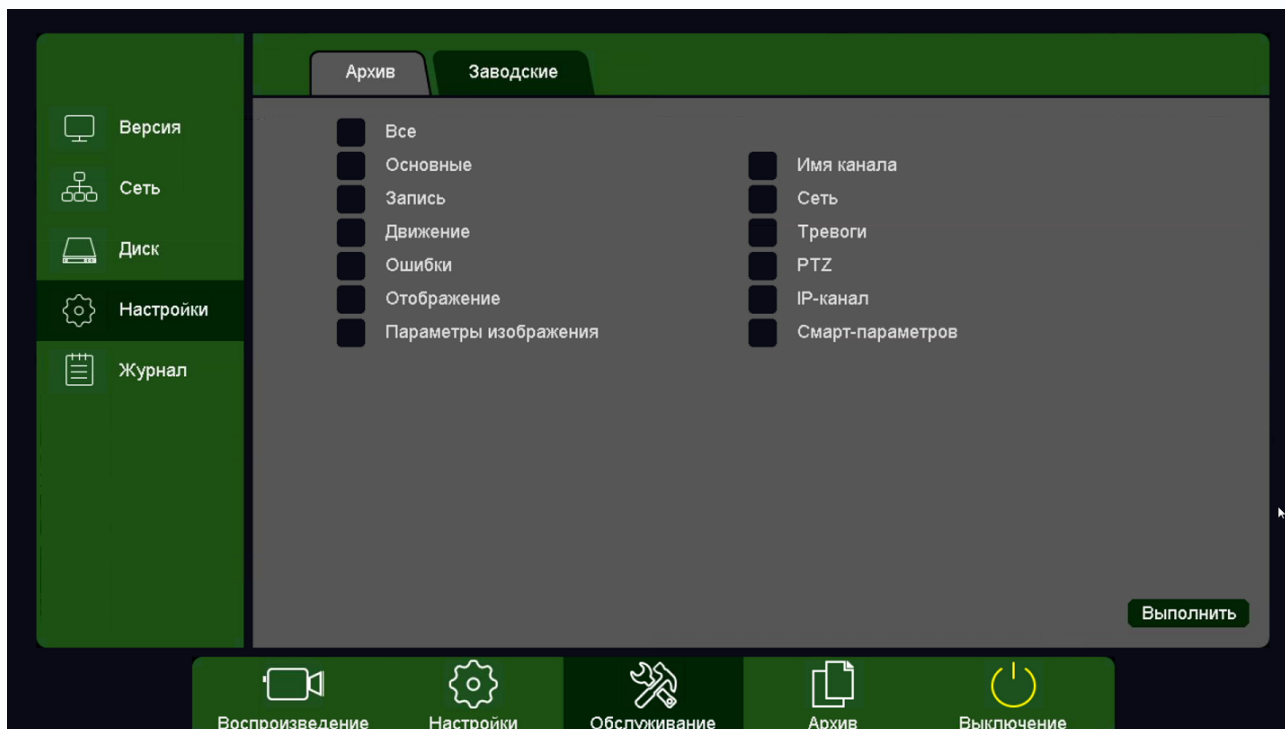 Архив Заводские
Версия
Сеть
Диск
Настройки
Журнал
Все
Основные Имя канала
Запись Сеть
Движение Тревоги
Ошибки PTZ
Отображение IP-канал
Параметры изображения Смарт-параметров
Выполнить
Воспроизведение Настройки Обслуживание Архив Выключение